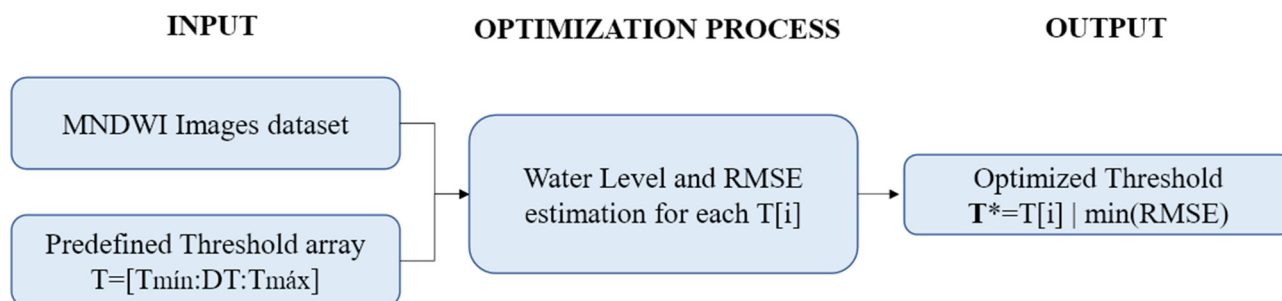 INPUT
OPTIMIZATION PROCESS
OUTPUT
MNDWI Images dataset
Predefined Threshold array
T=[Tmín:DT:Tmáx]
Water Level and RMSE
estimation for each T[i]
Optimized Threshold
T*=T[i] | min(RMSE)